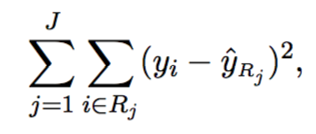 $$\sum_{j=1}^{J} \sum_{i \in R_j} (y_i - \hat{y}_{R_j})^2,$$